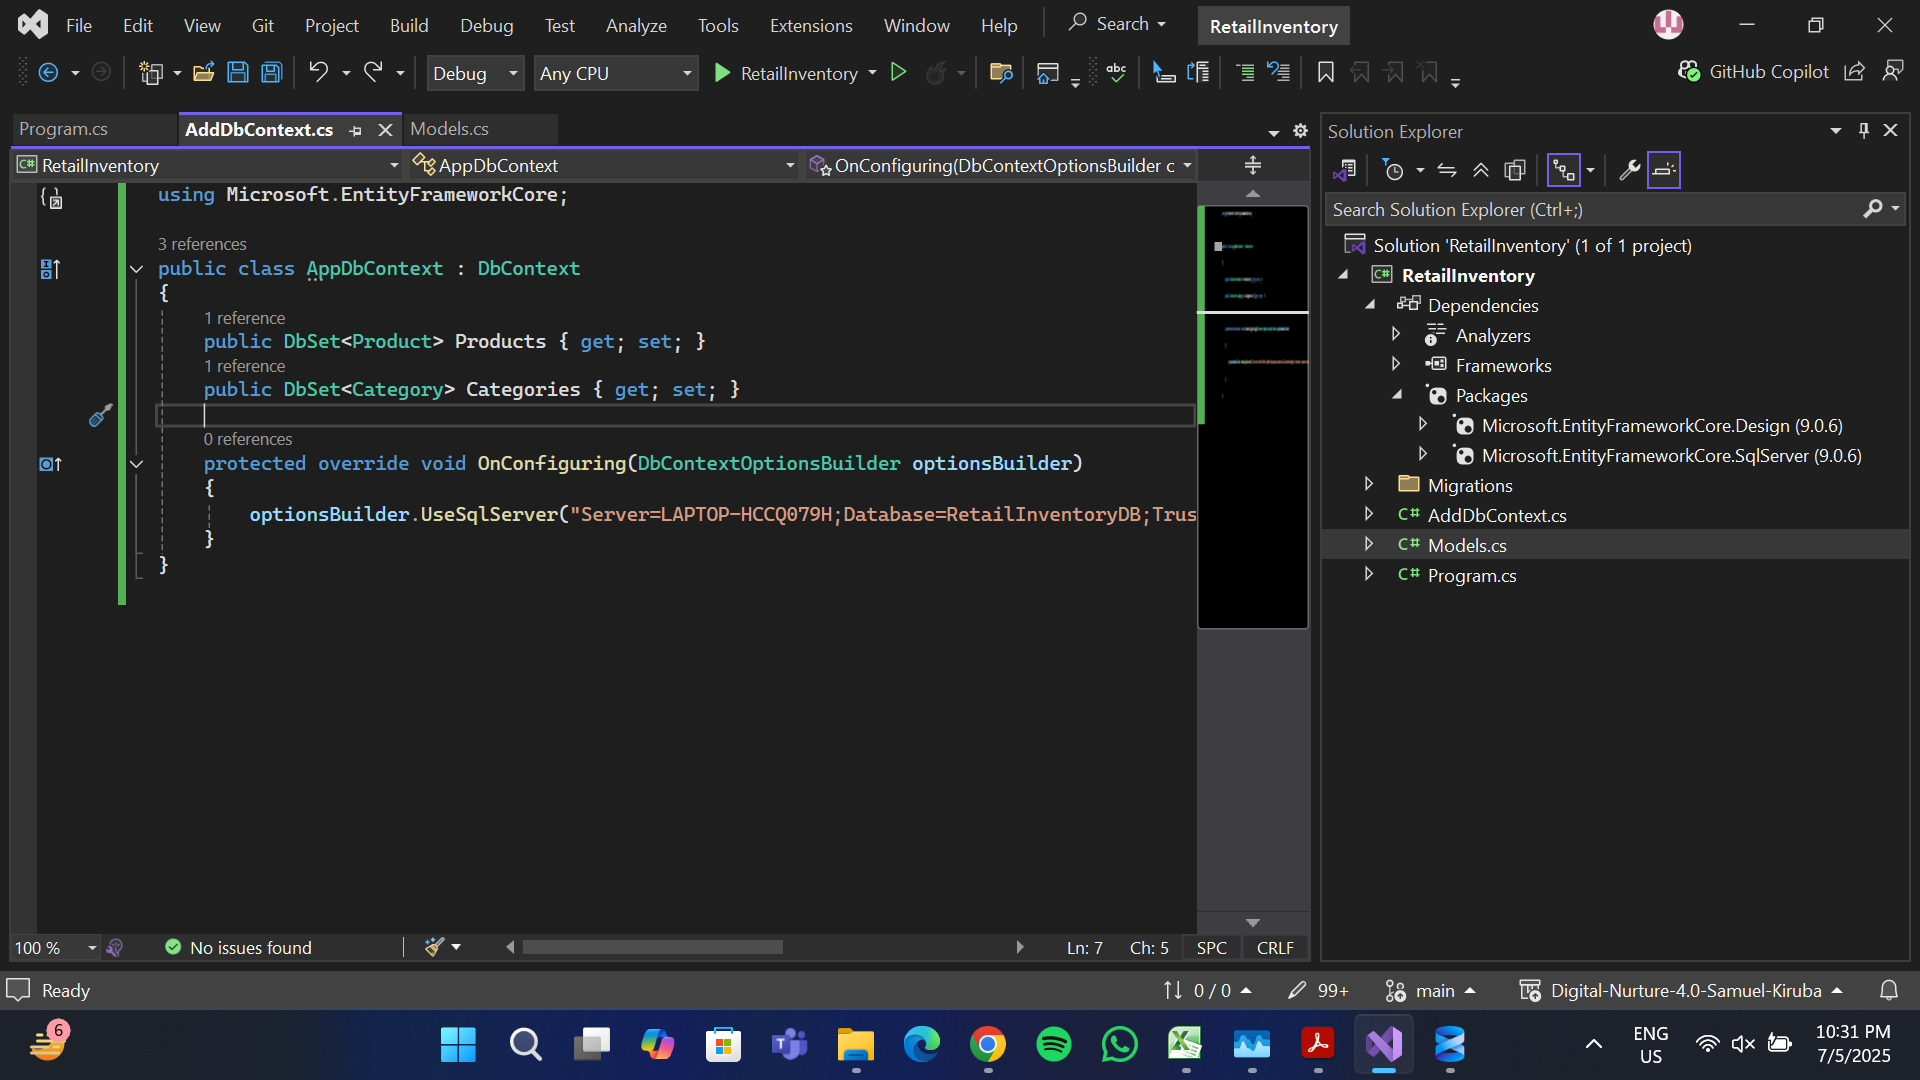 File Edit View Git Project Build Debug Test Analyze Tools Extensions Window Help Search RetailInventory
Debug Any CPU RetailInventory abc GitHub Copilot
Program.cs AddDbContext.cs Models.cs
RetailInventory AppDbContext OnConfiguring(DbContextOptionsBuilder c
using Microsoft.EntityFrameworkCore;
3 references
public class AppDbContext : DbContext
{
1 reference
public DbSet<Product> Products { get; set; }
1 reference
public DbSet<Category> Categories { get; set; }
0 references
protected override void OnConfiguring(DbContextOptionsBuilder optionsBuilder)
{
optionsBuilder.UseSqlServer("Server=LAPTOP-HCCQ079H;Database=RetailInventoryDB;Trus
}
}
100 % No issues found Ln: 7 Ch: 5 SPC CRLF
Solution Explorer
Search Solution Explorer (Ctrl+;)
Solution 'RetailInventory' (1 of 1 project)
C# RetailInventory
Dependencies
Analyzers
Frameworks
Packages
Microsoft.EntityFrameworkCore.Design (9.0.6)
Microsoft.EntityFrameworkCore.SqlServer (9.0.6)
Migrations
C# AddDbContext.cs
C# Models.cs
C# Program.cs
Ready 0 / 0 99+ main Digital-Nurture-4.0-Samuel-Kiruba
6
ENG
US
10:31 PM
7/5/2025